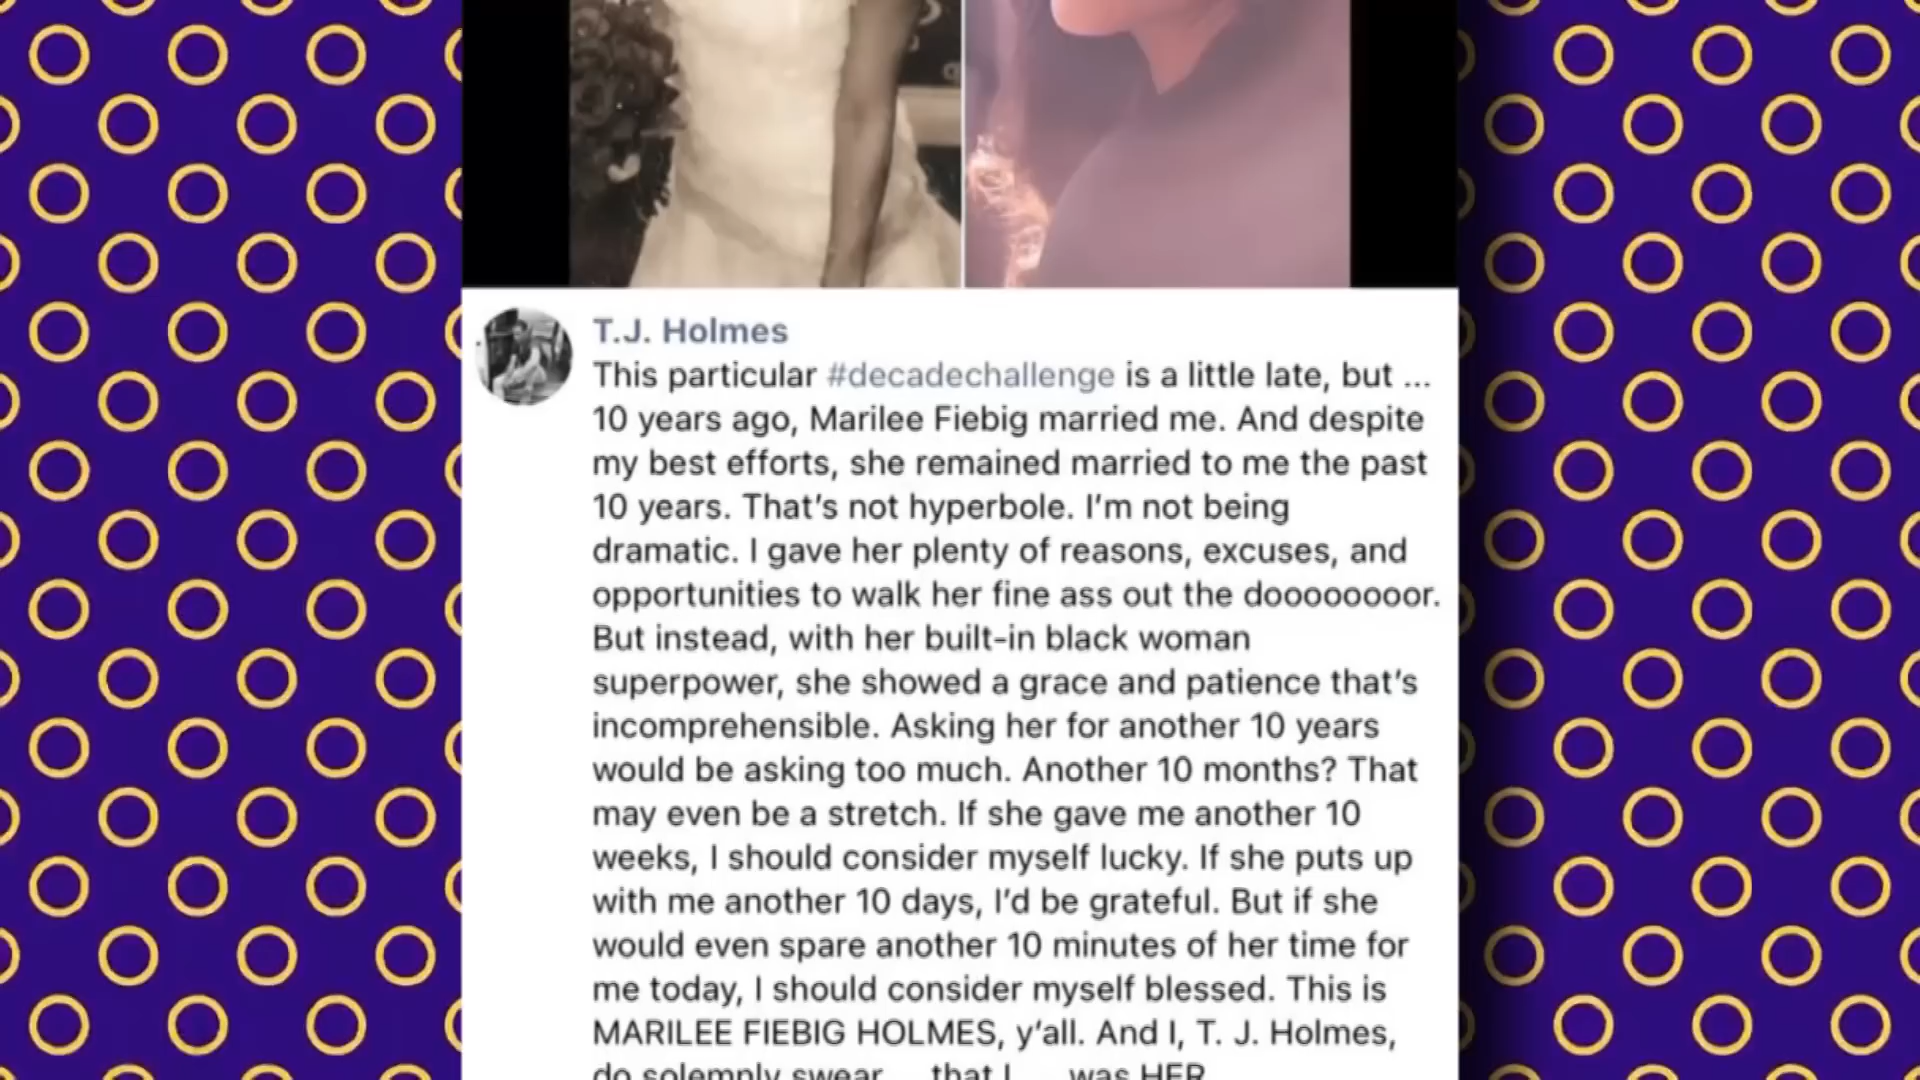 T.J. Holmes
This particular #decadechallenge is a little late, but ...
10 years ago, Marilee Fiebig married me. And despite
my best efforts, she remained married to me the past
10 years. That's not hyperbole. I'm not being
dramatic. I gave her plenty of reasons, excuses, and
opportunities to walk her fine ass out the doooooooor.
But instead, with her built-in black woman
superpower, she showed a grace and patience that's
incomprehensible. Asking her for another 10 years
would be asking too much. Another 10 months? That
may even be a stretch. If she gave me another 10
weeks, I should consider myself lucky. If she puts up
with me another 10 days, I'd be grateful. But if she
would even spare another 10 minutes of her time for
me today, I should consider myself blessed. This is
MARILEE FIEBIG HOLMES, y'all. And I, T. J. Holmes,
do solemnly swear... that I ... was HER